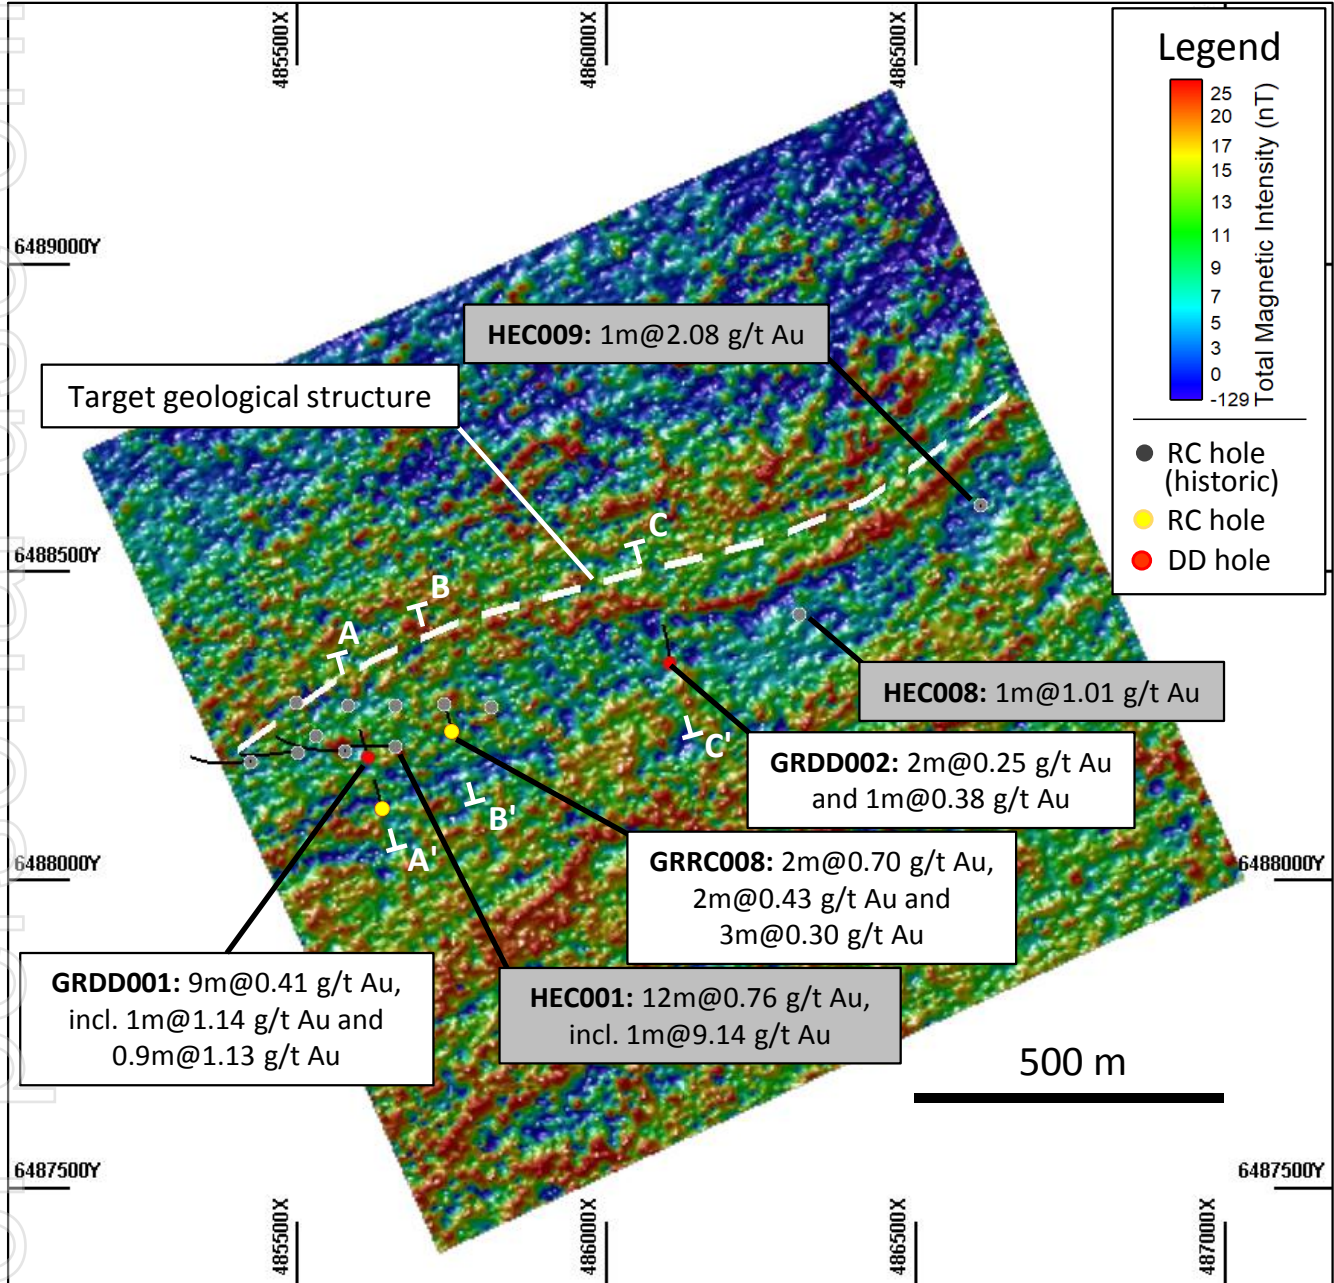 485500X
486000X
486500X
Legend
25
20
17
15
13
11
9
7
5
3
0
-129
Total Magnetic Intensity (nT)
RC hole
(historic)
RC hole
DD hole
6489000Y
HEC009: 1m@2.08 g/t Au
Target geological structure
6488500Y
C
B
A
HEC008: 1m@1.01 g/t Au
C'
GRDD002: 2m@0.25 g/t Au
and 1m@0.38 g/t Au
B'
A'
GRRC008: 2m@0.70 g/t Au,
2m@0.43 g/t Au and
3m@0.30 g/t Au
6488000Y
6488000Y
GRDD001: 9m@0.41 g/t Au,
incl. 1m@1.14 g/t Au and
0.9m@1.13 g/t Au
HEC001: 12m@0.76 g/t Au,
incl. 1m@9.14 g/t Au
500 m
6487500Y
6487500Y
485500X
486000X
486500X
487000X